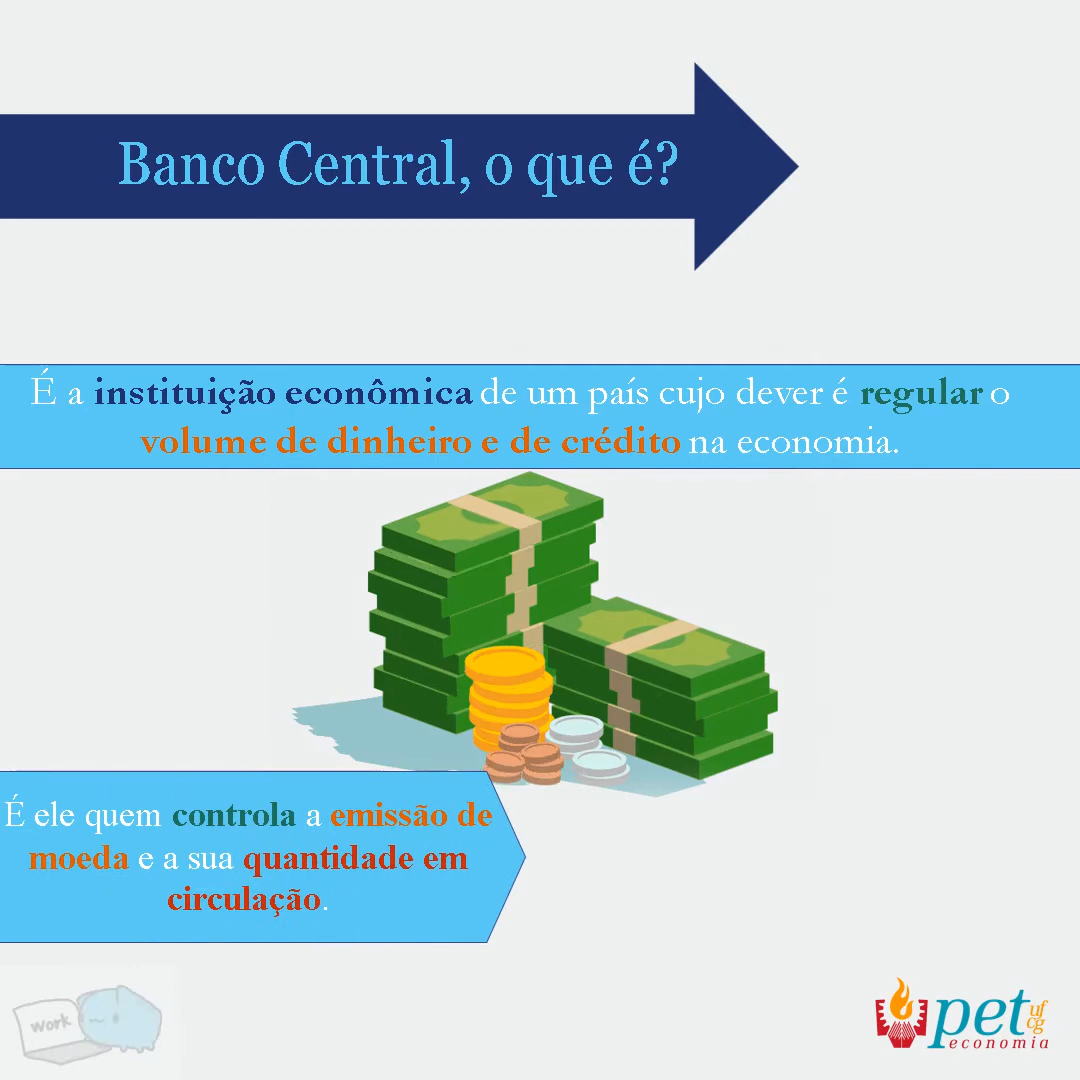 Banco Central, o que é?
É a instituição econômica de um país cujo dever é regular o
volume de dinheiro e de crédito na economia.
É ele quem controla a emissão de
moeda e a sua quantidade em
circulação.
work
pet uf
cg
economia